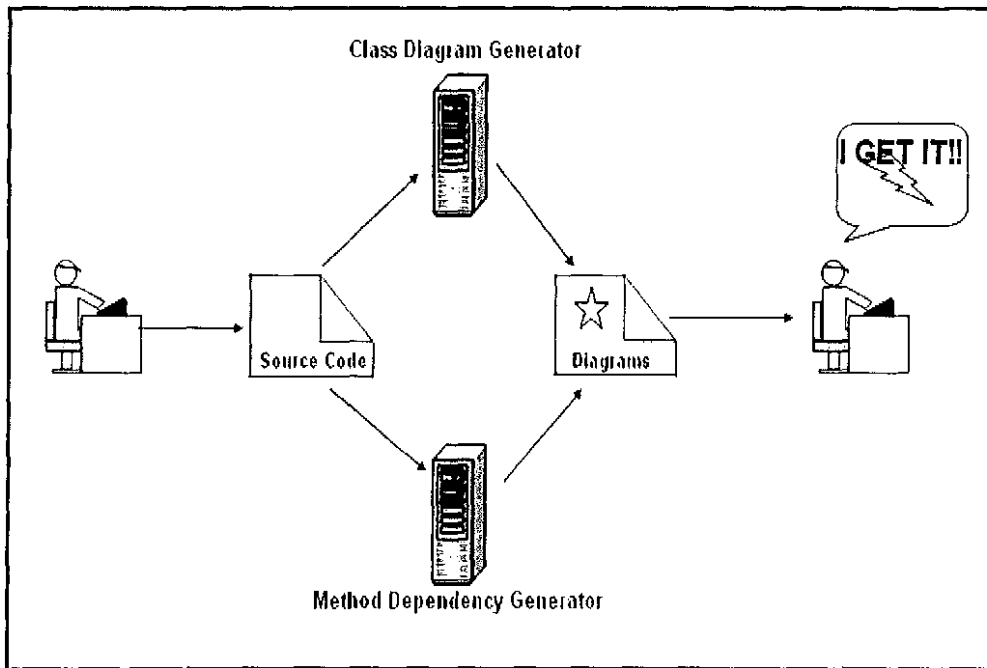 Class Diagram Generator
I GET IT!!
Source Code
Diagrams
Method Dependency Generator